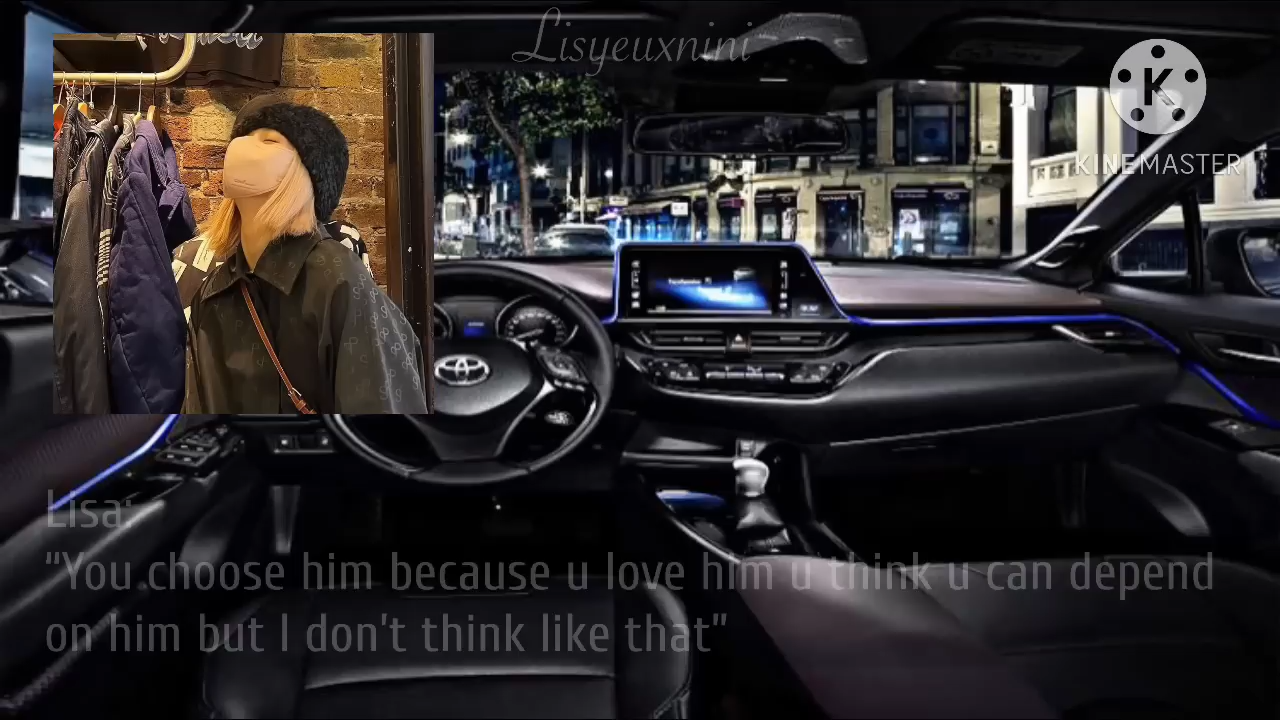 Lisyeuxnini
K
KINEMASTER
Lisa:
“You choose him because u love him u think u can depend
on him but I don't think like that”